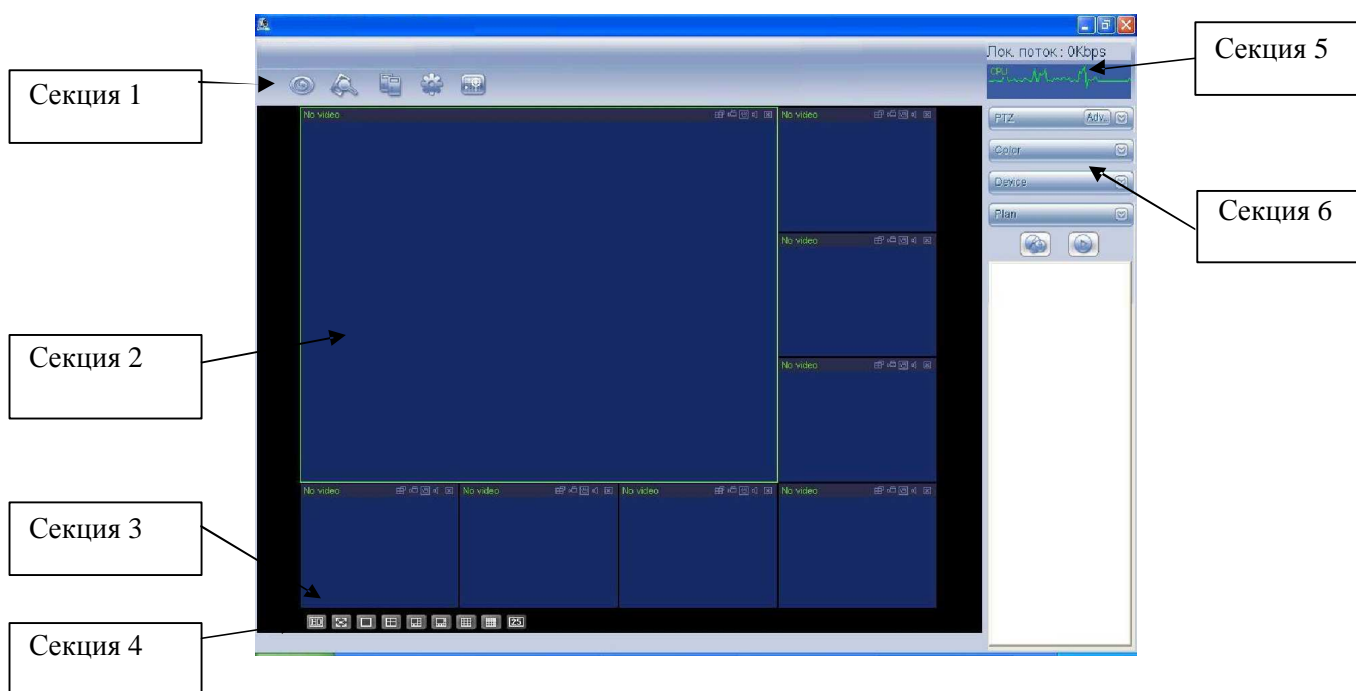 Секция 1
Секция 2
Секция 3
Секция 4
Секция 5
Секция 6
Лок. поток: 0Kbps
CPU
PTZ
Adv..
Color
Device
Plan
No video
No video
No video
No video
No video
No video
No video
No video
25